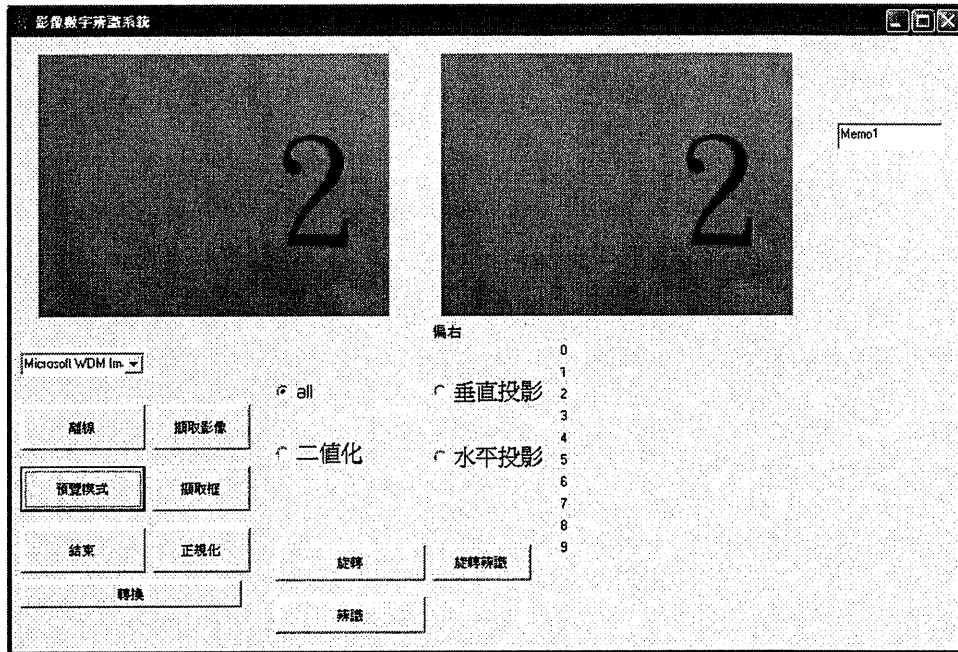 影像數字辨識系統
2
2
Memo1
偏右
Microsoft WDM Im
0
1
2
3
4
5
6
7
8
9
all
垂直投影
二值化
水平投影
離線
擷取影像
預覽模式
擷取框
結束
正規化
轉換
旋轉
旋轉辨識
辨識